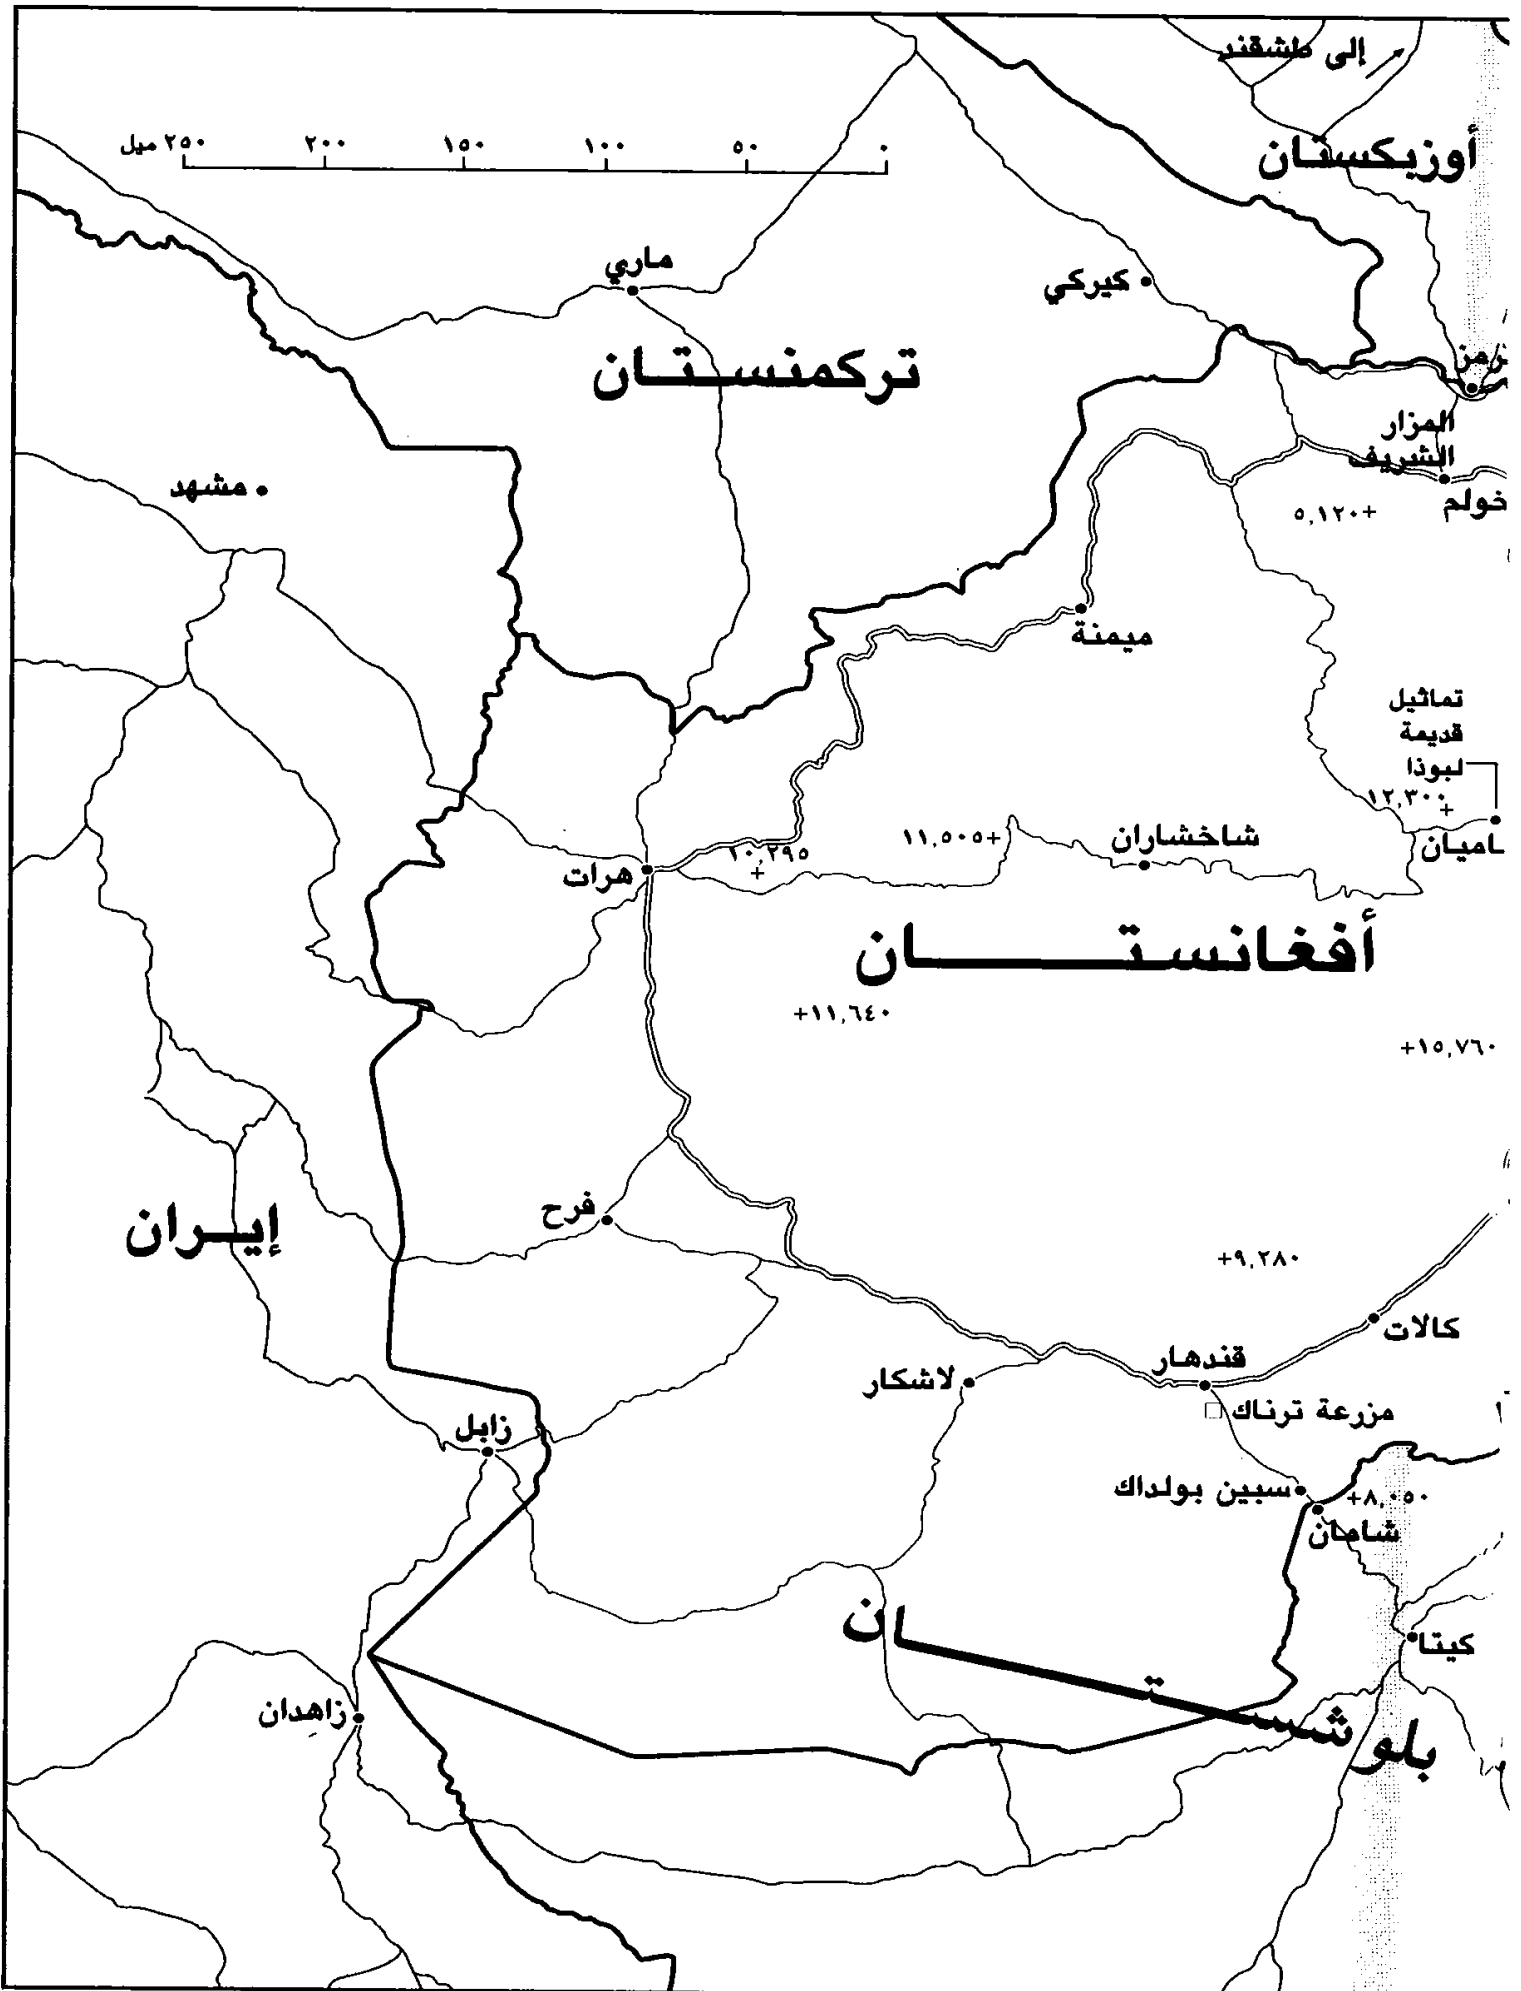 إلى طشقند
أوزبكستان
٢٥٠ ميل ٢٠٠ ١٥٠ ١٠٠ ٥٠ ٠
ماري
كيركي
تركمنستان
المزار
الشريف
خولم
مشهد
٥,١٢٠+
ميمنة
تماثيل
قديمة
لبوذا
١٢,٣٠٠+
اميان
شاخشاران
١١,٥٠٥+
١٠,٢٩٥+
هرات
أفغانستان
+١١,٦٤٠
+١٥,٧٦٠
فرح
إيران
+٩,٢٨٠
كالات
قندهار
لاشكار
مزرعة ترناك
زابل
سبين بولداك
+٨,٠٥٠
شامان
كيتا
بلوشستان
زاهدان